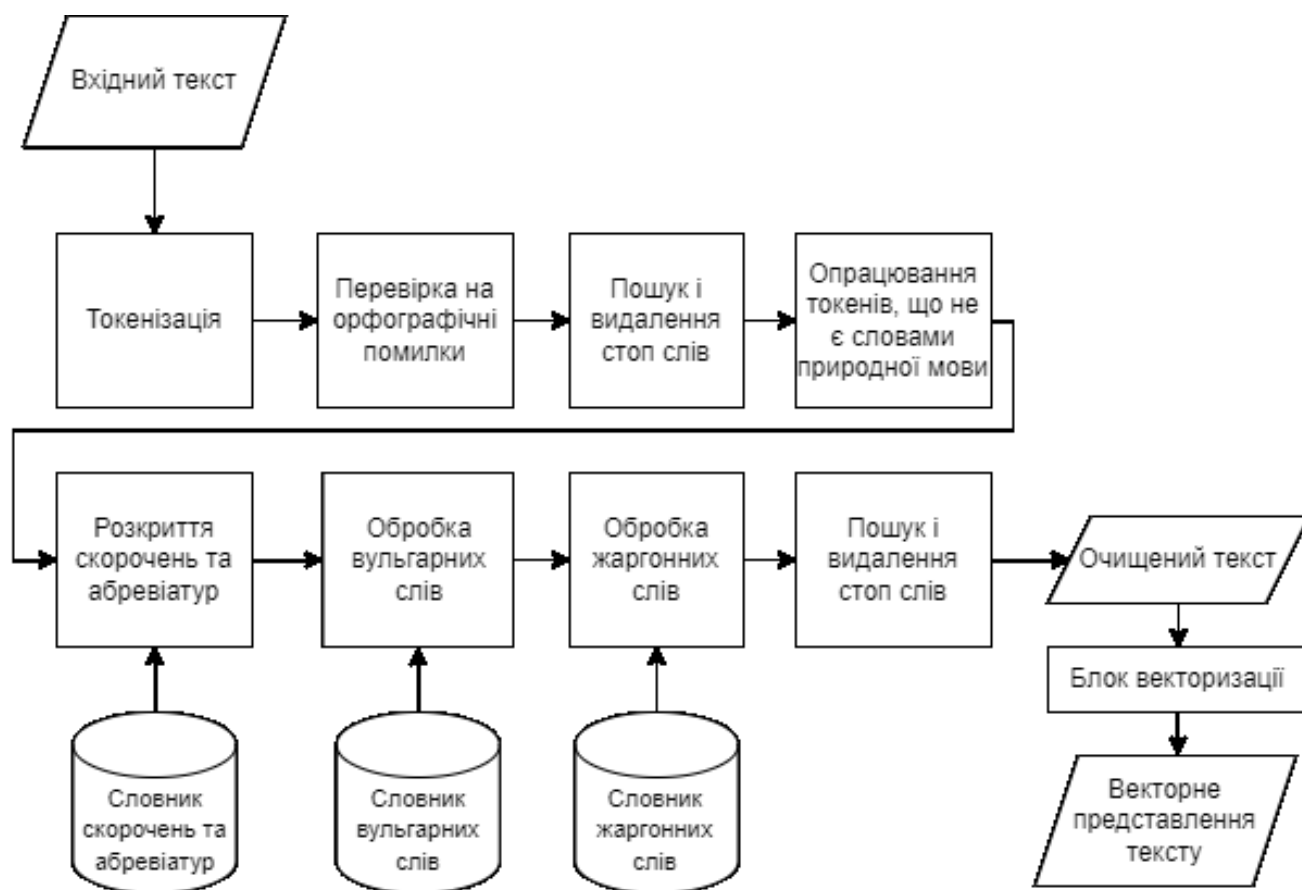 Вхідний текст
Токенізація
Перевірка на
орфографічні
помилки
Пошук і
видалення
стоп слів
Опрацювання
токенів, що не
є словами
природної мови
Розкриття
скорочень та
абревіатур
Обробка
вульгарних
слів
Обробка
жаргонних
слів
Пошук і
видалення
стоп слів
Очищений текст
Блок векторизації
Словник
скорочень та
абревіатур
Словник
вульгарних
слів
Словник
жаргонних
слів
Векторне
представлення
тексту